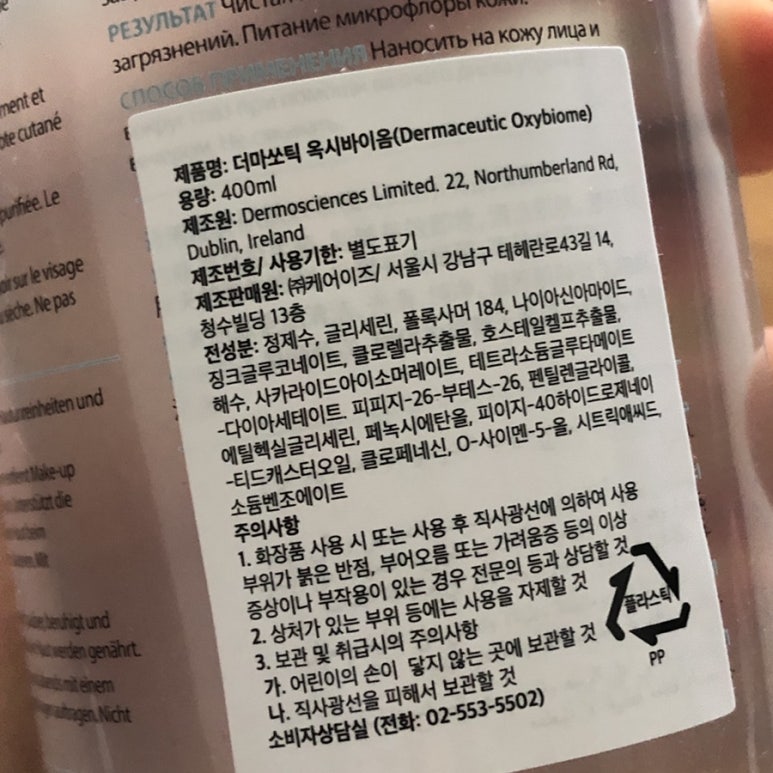 РЕЗУЛЬТАТ
загрязнений. Питание микрофлоры кожи.
СПОСОБ ПРИМЕНЕНИЯ Наносить на кожу лица и
ment et
cutané
purifiée. Le
sur le visage
sèche. Ne pas
und
Make-up
die
beruhigt und
werden genährt.
mit einem
auftragen. Nicht
제품명: 더마쏘틱 옥시바이옴(Dermaceutic Oxybiome)
용량: 400ml
제조원: Dermosciences Limited. 22, Northumberland Rd,
Dublin, Ireland
제조번호/ 사용기한: 별도표기
제조판매원: ㈜케어이즈/ 서울시 강남구 테헤란로43길 14,
청수빌딩 13층
전성분: 정제수, 글리세린, 폴록사머 184, 나이아신아마이드,
징크글루코네이트, 클로렐라추출물, 호스테일켈프추출물,
해수, 사카라이드아이소머레이트, 테트라소듐글루타메이트
-다이아세테이트. 피피지-26-부테스-26, 펜틸렌글라이콜,
에틸헥실글리세린, 페녹시에탄올, 피이지-40하이드로제네이
-티드캐스터오일, 클로페네신, O-사이멘-5-올, 시트릭애씨드,
소듐벤조에이트
주의사항
1. 화장품 사용 시 또는 사용 후 직사광선에 의하여 사용
부위가 붉은 반점, 부어오름 또는 가려움증 등의 이상
증상이나 부작용이 있는 경우 전문의 등과 상담할 것
2. 상처가 있는 부위 등에는 사용을 자제할 것
3. 보관 및 취급시의 주의사항
가. 어린이의 손이 닿지 않는 곳에 보관할 것
나. 직사광선을 피해서 보관할 것
소비자상담실 (전화: 02-553-5502)
플라스틱
PP